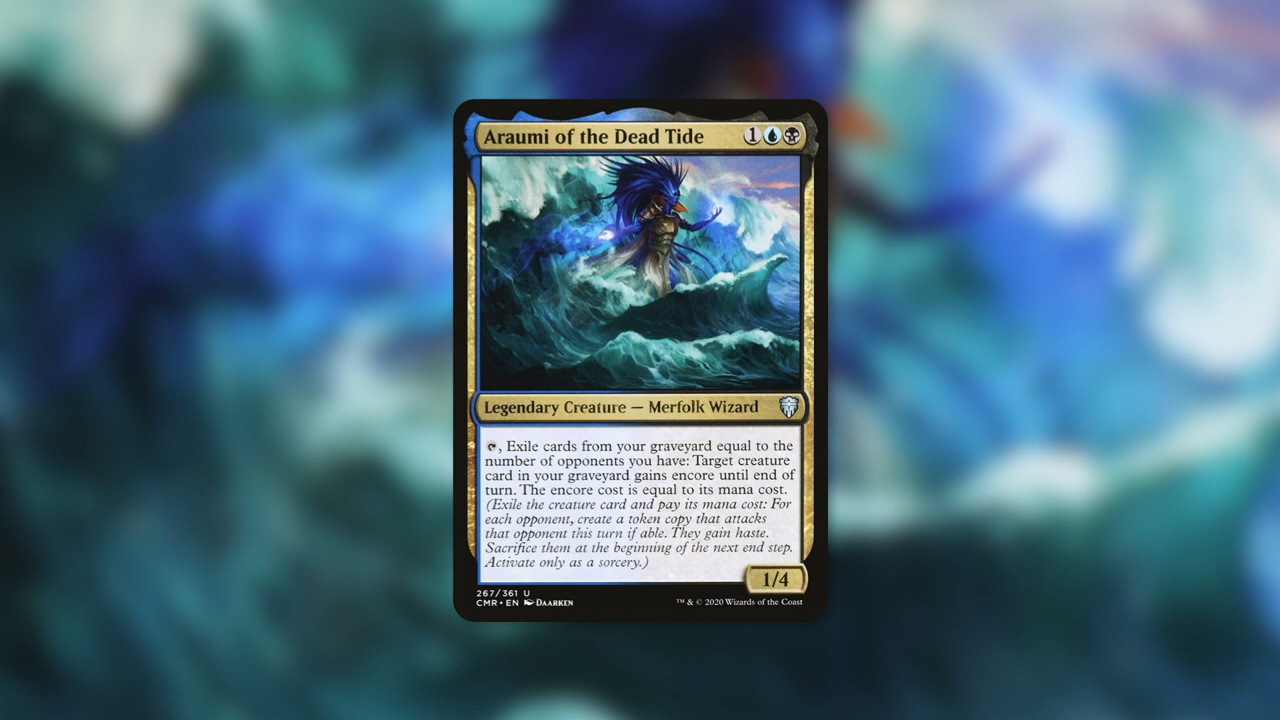 Araumi of the Dead Tide 1
Legendary Creature — Merfolk Wizard
, Exile cards from your graveyard equal to the
number of opponents you have: Target creature
card in your graveyard gains encore until end of
turn. The encore cost is equal to its mana cost.
(Exile the creature card and pay its mana cost: For
each opponent, create a token copy that attacks
that opponent this turn if able. They gain haste.
Sacrifice them at the beginning of the next end step.
Activate only as a sorcery.)
1/4
267/361 U
CMR • EN DAARKEN
™ & © 2020 Wizards of the Coast